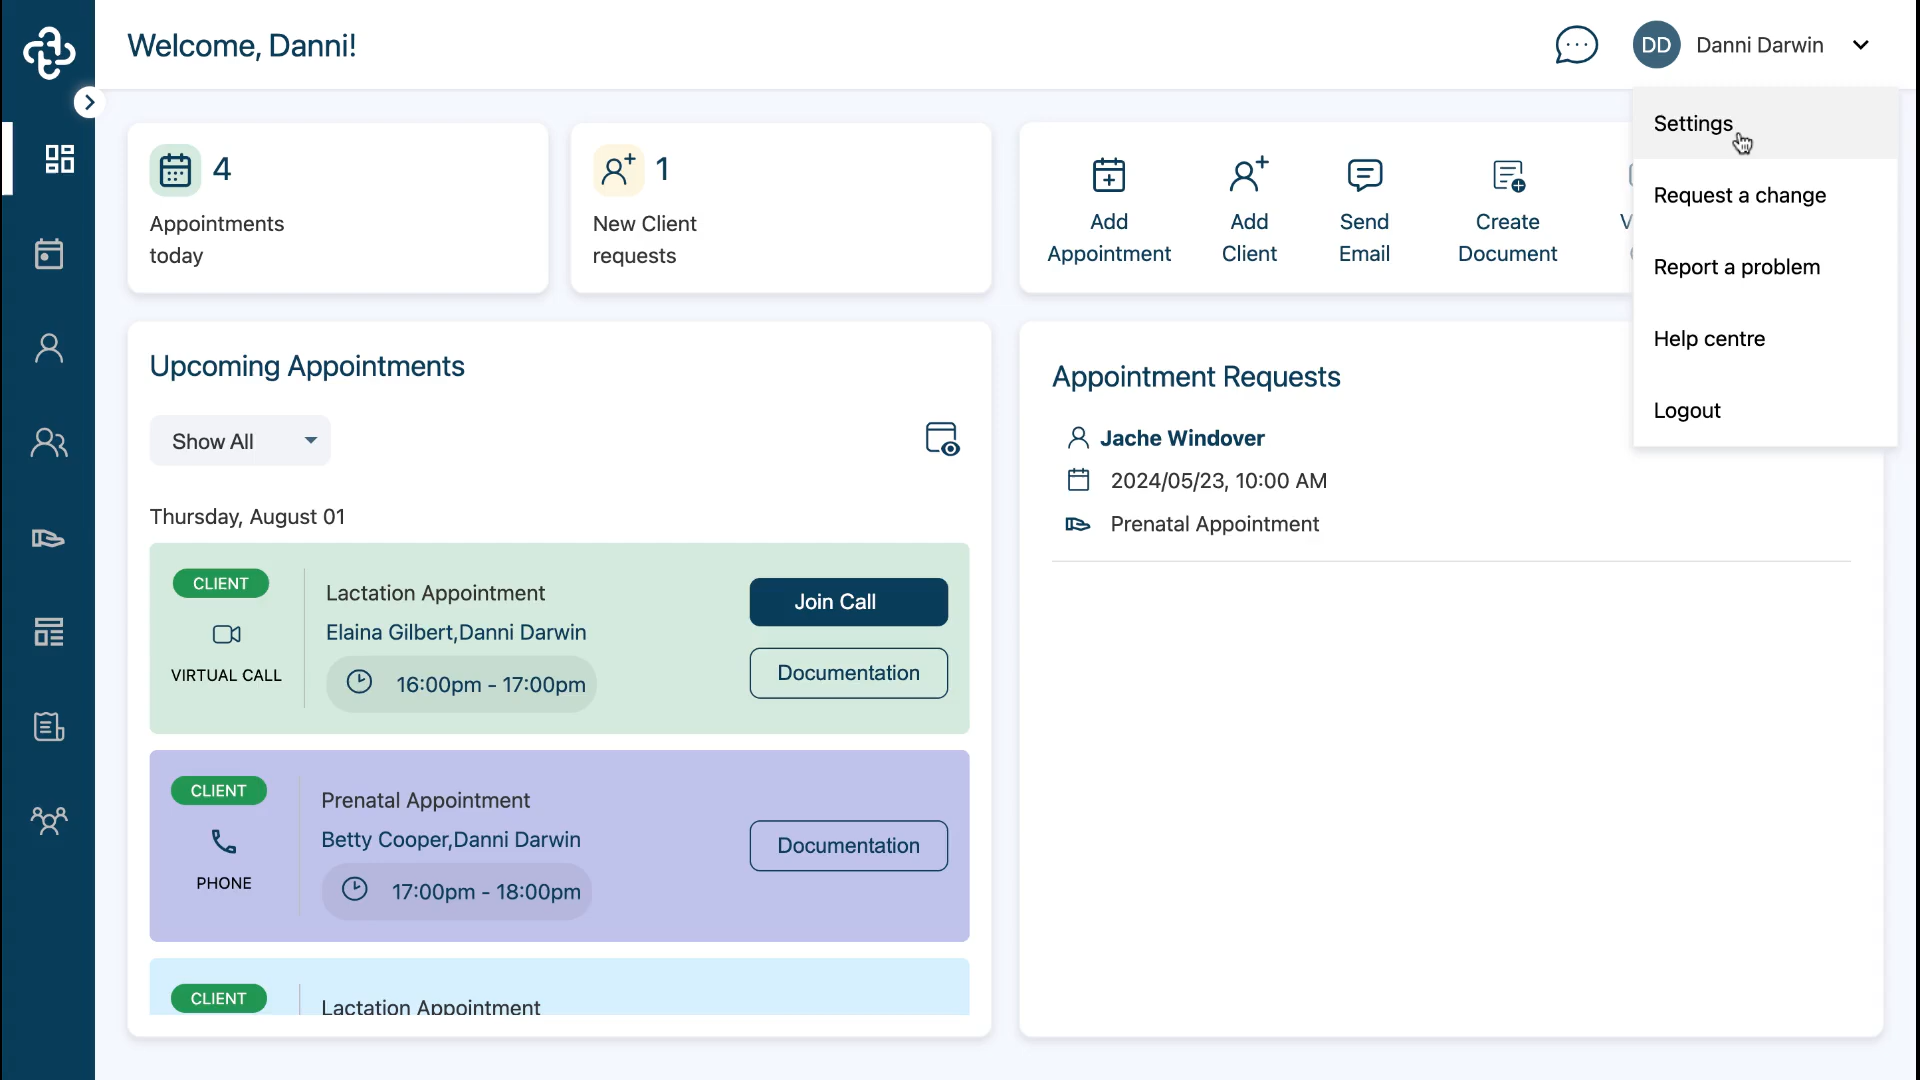 Welcome, Danni!
DD Danni Darwin
Settings
Request a change
Report a problem
Help centre
Logout
4
Appointments
today
1
New Client
requests
Add
Appointment
Add
Client
Send
Email
Create
Document
Upcoming Appointments
Show All
Thursday, August 01
CLIENT
VIRTUAL CALL
Lactation Appointment
Elaina Gilbert,Danni Darwin
16:00pm - 17:00pm
Join Call
Documentation
CLIENT
PHONE
Prenatal Appointment
Betty Cooper,Danni Darwin
17:00pm - 18:00pm
Documentation
CLIENT
Lactation Appointment
Appointment Requests
Jache Windover
2024/05/23, 10:00 AM
Prenatal Appointment